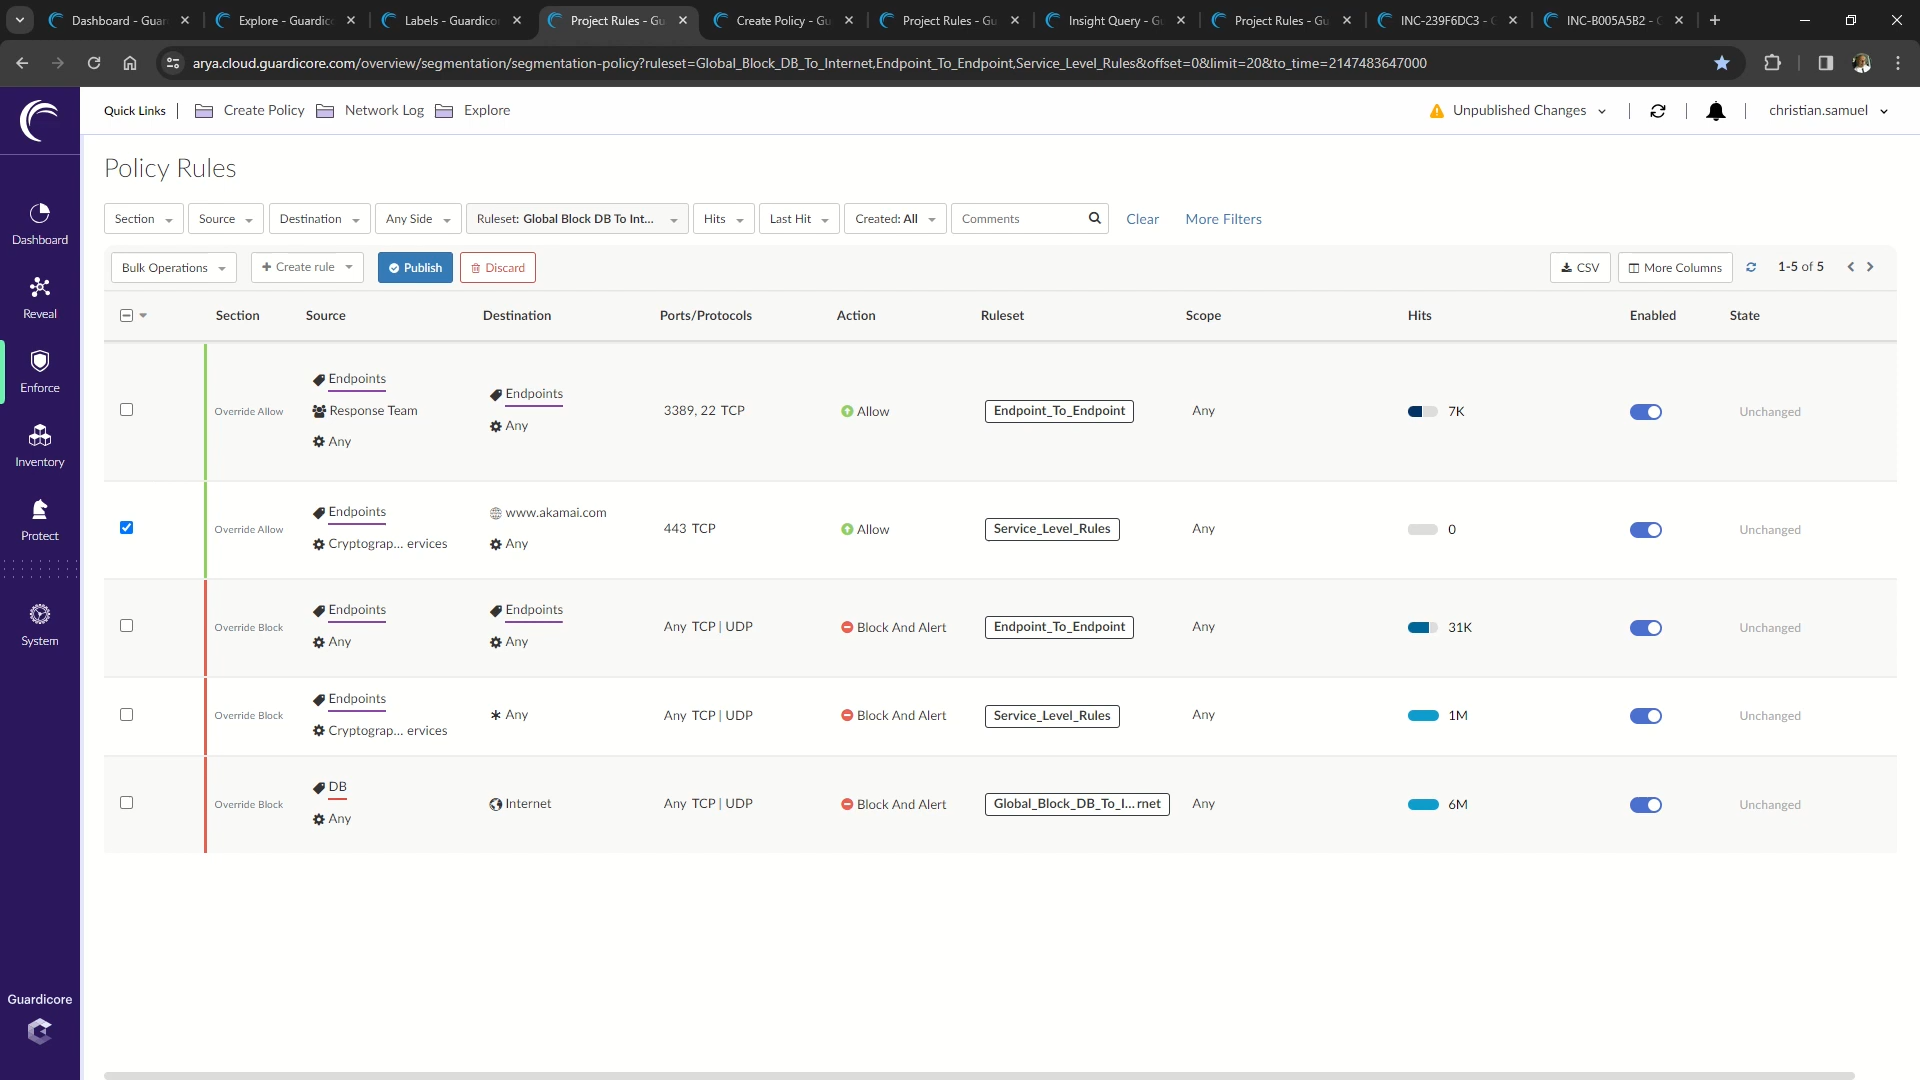 Dashboard - Guar
Explore - Guardic
Labels - Guardicor
Project Rules - Gu
Create Policy - Gu
Project Rules - Gu
Insight Query - Gu
Project Rules - Gu
INC-239F6DC3 - G
INC-B005A5B2 - G
arya.cloud.guardicore.com/overview/segmentation/segmentation-policy?ruleset=Global_Block_DB_To_Internet,Endpoint_To_Endpoint,Service_Level_Rules&offset=0&limit=20&to_time=2147483647000
Quick Links Create Policy Network Log Explore
Unpublished Changes christian.samuel
Policy Rules
Section Source Destination Any Side Ruleset: Global Block DB To Int... Hits Last Hit Created: All Comments Clear More Filters
Bulk Operations + Create rule Publish Discard CSV More Columns 1-5 of 5
Section Source Destination Ports/Protocols Action Ruleset Scope Hits Enabled State
Override Allow
Endpoints
Response Team
Any
Endpoints
Any
3389, 22 TCP Allow Endpoint_To_Endpoint Any 7K Unchanged
Override Allow
Endpoints
Cryptograp... ervices
www.akamai.com
Any
443 TCP Allow Service_Level_Rules Any 0 Unchanged
Override Block
Endpoints
Any
Endpoints
Any
Any TCP | UDP Block And Alert Endpoint_To_Endpoint Any 31K Unchanged
Override Block
Endpoints
Cryptograp... ervices
Any
Any TCP | UDP Block And Alert Service_Level_Rules Any 1M Unchanged
Override Block
DB
Any
Internet
Any TCP | UDP Block And Alert Global_Block_DB_To_I...rnet Any 6M Unchanged
Dashboard
Reveal
Enforce
Inventory
Protect
System
Guardicore